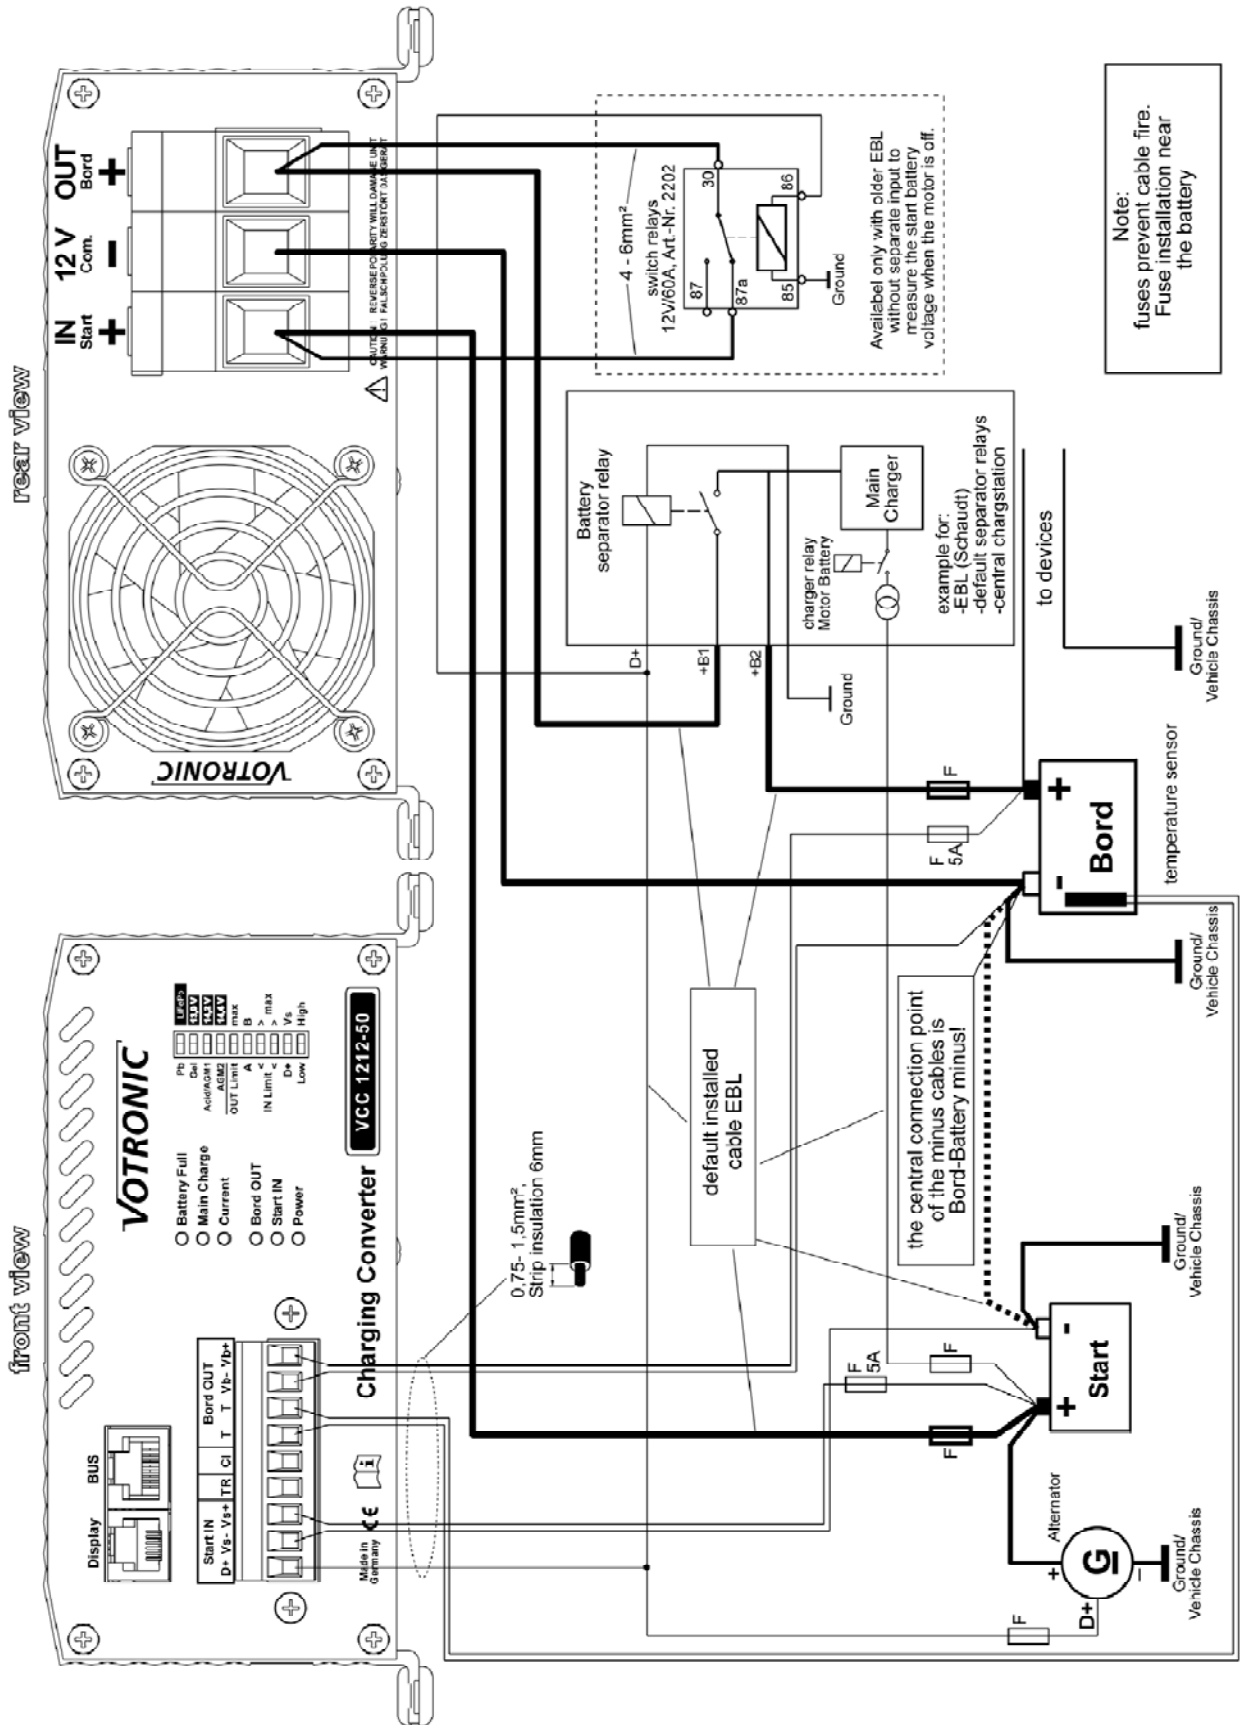 front view
rear view
Display
BUS
Start IN
Bord OUT
D+ Vs- Vs+
TR
CI
T
T
Vb- Vb+
Made in
Germany
CE
i
Charging Converter
VCC 1212-50
VOTRONIC
Battery Full
Main Charge
Current
Bord OUT
Start IN
Power
Pb
Gel
Acid/AGM1
AGM2
OUT Limit
max
A
B
IN Limit
<
>
max
<
>
D+
Vs
Low
High
0,75- 1,5mm²,
Strip insulation 6mm
VOTRONIC
IN
Start
+
12 V
Com.
-
OUT
Bord
+
CAUTION! REVERSE POLARITY WILL DAMAGE UNIT
WARNUNG! FALSCHPOLUNG ZERSTÖRT DAS GERÄT
4 - 6mm²
switch relays
12V/60A, Art.-Nr. 2202
30
87
87a
86
85
Ground
Availabel only with older EBL
without separate input to
measure the start battery
voltage when the motor is off.
Battery
separator relay
D+
+B1
+B2
Ground
charger relay
Motor Battery
Main
Charger
example for:
-EBL (Schaudt)
-default separator relays
-central chargstation
to devices
Ground/
Vehicle Chassis
Note:
fuses prevent cable fire.
Fuse installation near
the battery
default installed
cable EBL
the central connection point
of the minus cables is
Bord-Battery minus!
F
F
5A
+
-
Bord
temperature sensor
Ground/
Vehicle Chassis
F
5A
F
F
+
-
Start
Ground/
Vehicle Chassis
Alternator
+
G
–
D+
F
Ground/
Vehicle Chassis